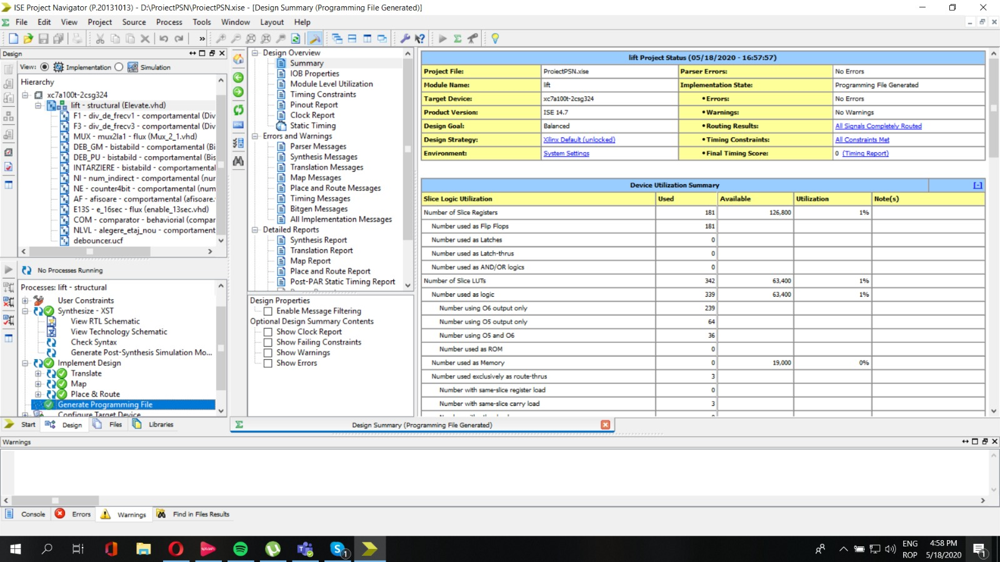 ISE Project Navigator (P.20131013) - D:\ProiectPSN\ProiectPSN.xise - [Design Summary (Programming File Generated)]
File Edit View Project Source Process Tools Window Layout Help
Design
View: Implementation Simulation
Hierarchy
xc7a100t-2csg324
lift - structural (Elevate.vhd)
F1 - div_de_frecv1 - comportamental (Div
F3 - div_de_frecv3 - comportamental (Div
MUX - mux2la1 - flux (Mux_2_1.vhd)
DEB_GM - bistabild - comportamental (Bi
DEB_PU - bistabild - comportamental (Bis
INTARZIERE - bistabild - comportamental
NI - num_indirect - comportamental (nur
NE - counter4bit - comportamental (num
AF - afisoare - comportamental (afisoare.
E13S - e_16sec - flux (enable_13sec.vhd)
COM - comparator - behaviorial (compar
NLVL - alegere_etaj_nou - comportament
debouncer.ucf
No Processes Running
Processes: lift - structural
User Constraints
Synthesize - XST
View RTL Schematic
View Technology Schematic
Check Syntax
Generate Post-Synthesis Simulation Mo...
Implement Design
Translate
Map
Place & Route
Generate Programming File
Configure Target Device
Start Design Files Libraries
Design Overview
Summary
IOB Properties
Module Level Utilization
Timing Constraints
Pinout Report
Clock Report
Static Timing
Errors and Warnings
Parser Messages
Synthesis Messages
Translation Messages
Map Messages
Place and Route Messages
Timing Messages
Bitgen Messages
All Implementation Messages
Detailed Reports
Synthesis Report
Translation Report
Map Report
Place and Route Report
Post-PAR Static Timing Report
Design Properties
Enable Message Filtering
Optional Design Summary Contents
Show Clock Report
Show Failing Constraints
Show Warnings
Show Errors
lift Project Status (05/18/2020 - 16:57:57)
Project File: ProiectPSN.xise Parser Errors: No Errors
Module Name: lift Implementation State: Programming File Generated
Target Device: xc7a100t-2csg324 • Errors: No Errors
Product Version: ISE 14.7 • Warnings: No Warnings
Design Goal: Balanced • Routing Results: All Signals Completely Routed
Design Strategy: Xilinx Default (unlocked) • Timing Constraints: All Constraints Met
Environment: System Settings • Final Timing Score: 0 (Timing Report)
Device Utilization Summary [-]
Slice Logic Utilization Used Available Utilization Note(s)
Number of Slice Registers 181 126,800 1%
Number used as Flip Flops 181
Number used as Latches 0
Number used as Latch-thrus 0
Number used as AND/OR logics 0
Number of Slice LUTs 342 63,400 1%
Number used as logic 339 63,400 1%
Number using O6 output only 239
Number using O5 output only 64
Number using O5 and O6 36
Number used as ROM 0
Number used as Memory 0 19,000 0%
Number used exclusively as route-thrus 3
Number with same-slice register load 0
Number with same-slice carry load 3
Design Summary (Programming File Generated)
Warnings
Console Errors Warnings Find in Files Results
splash
S 1
ENG
ROP
4:58 PM
5/18/2020
1